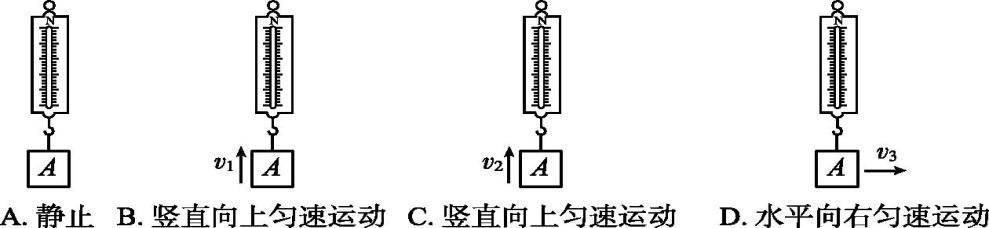 N N N N
A v₁ A v₂ A A v₃
A. 静止 B. 竖直向上匀速运动 C. 竖直向上匀速运动 D. 水平向右匀速运动